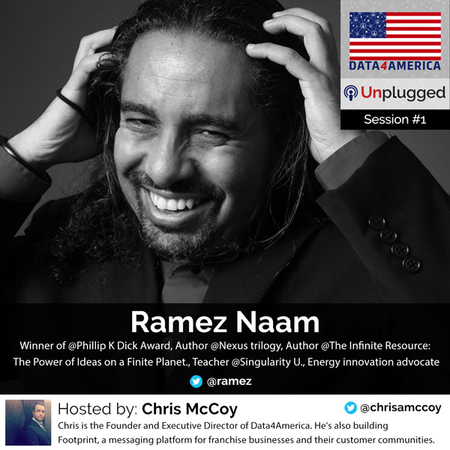 DATA4AMERICA
Unplugged
Session #1
Ramez Naam
Winner of @Phillip K Dick Award, Author @Nexus trilogy, Author @The Infinite Resource:
The Power of Ideas on a Finite Planet., Teacher @Singularity U., Energy innovation advocate
@ramez
Hosted by: Chris McCoy @chrisamccoy
Chris is the Founder and Executive Director of Data4America. He's also building
Footprint, a messaging platform for franchise businesses and their customer communities.